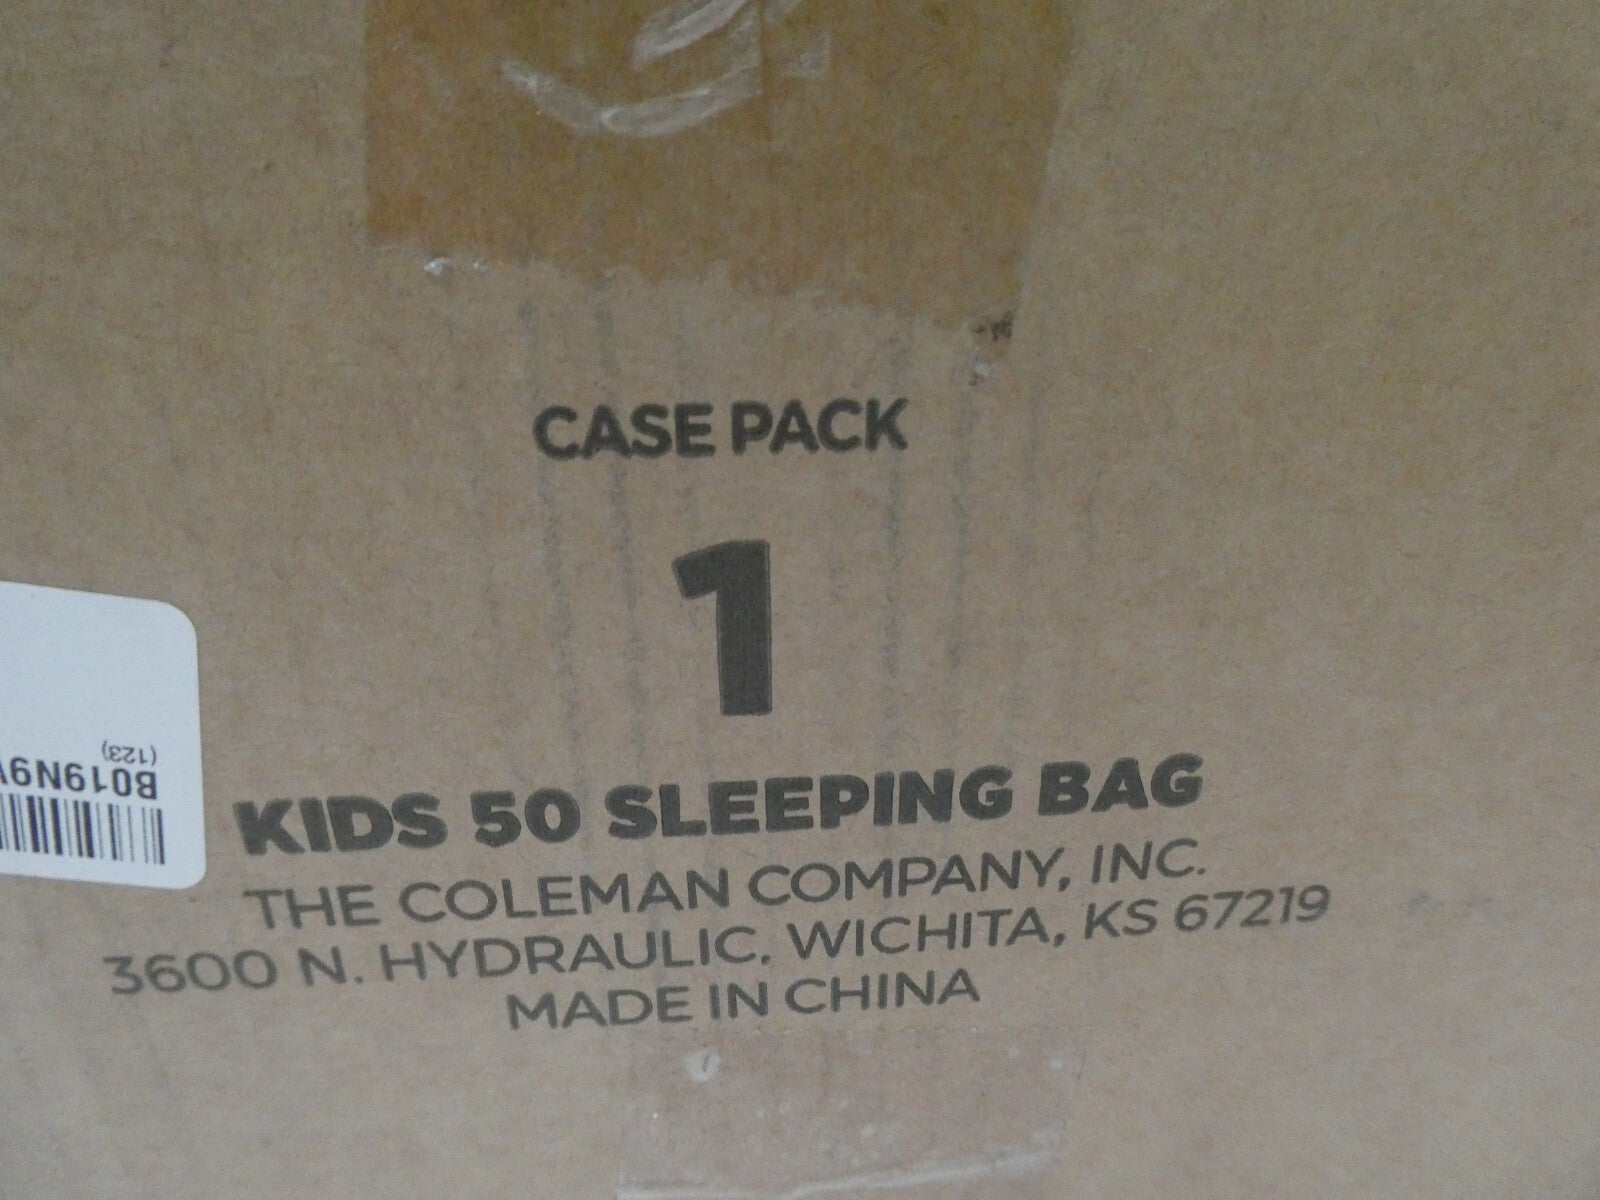 CASE PACK
1
KIDS 50 SLEEPING BAG
THE COLEMAN COMPANY, INC.
3600 N. HYDRAULIC, WICHITA, KS 67219
MADE IN CHINA
(123)